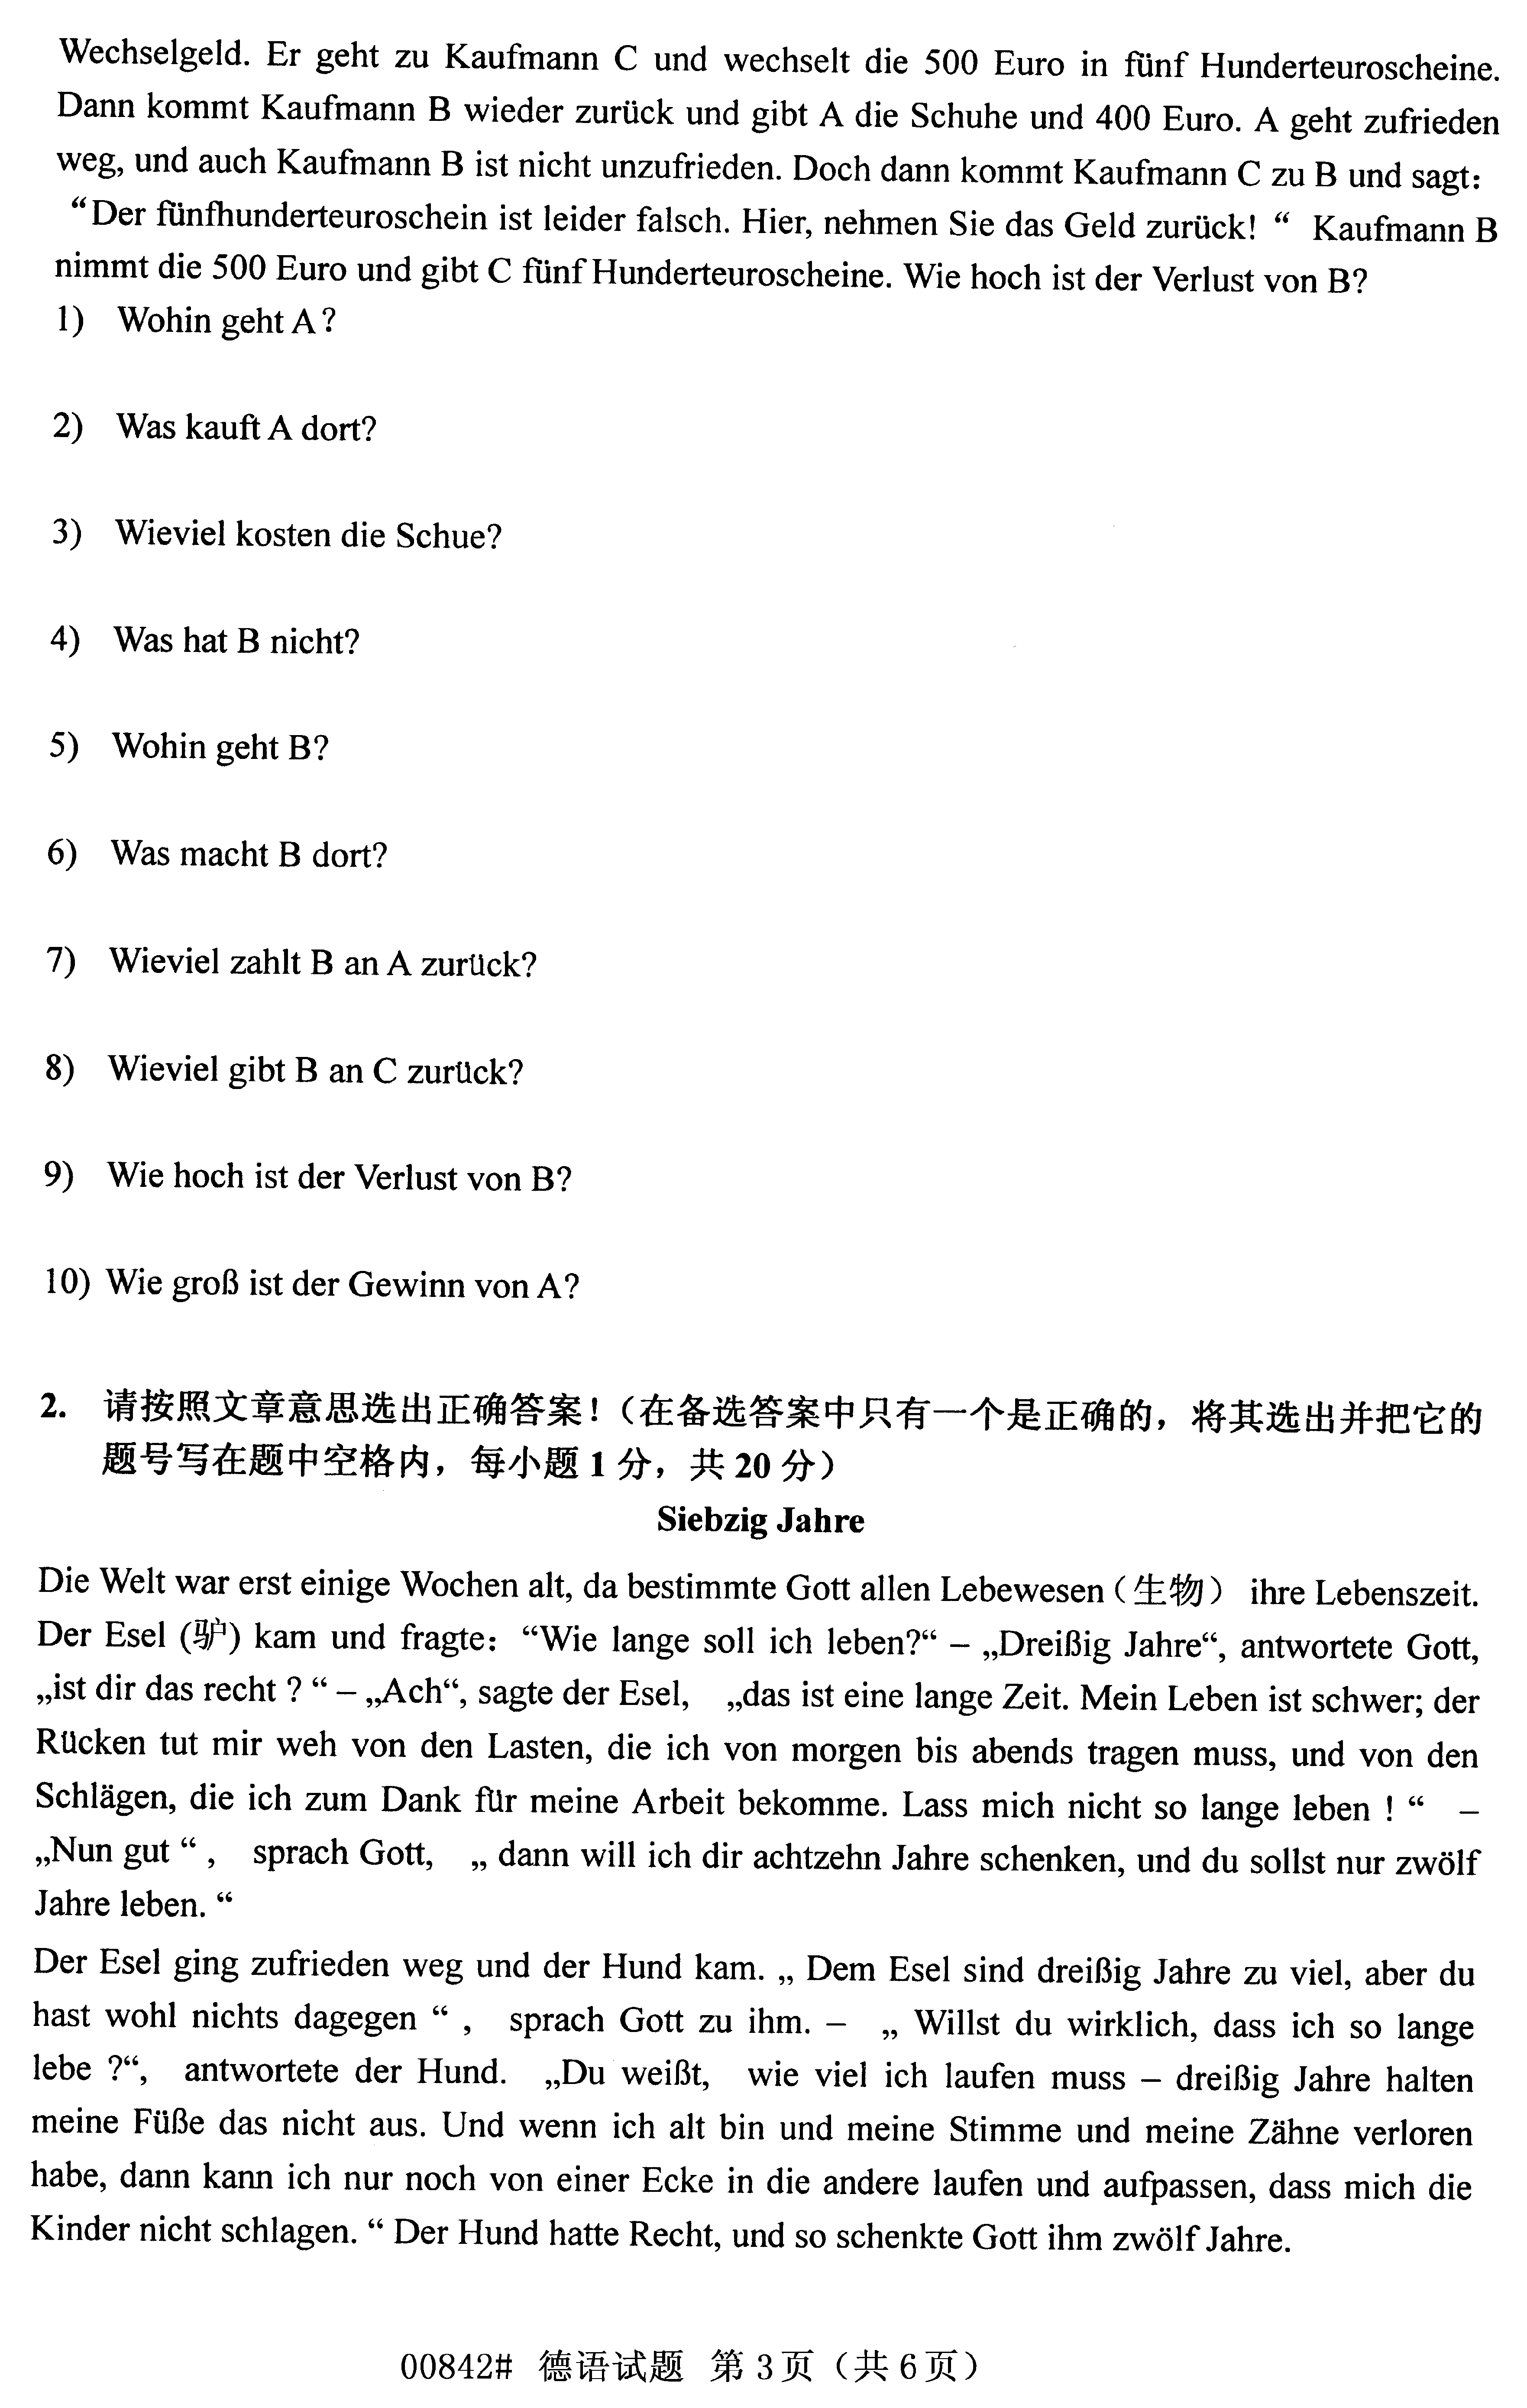 Wechselgeld. Er geht zu Kaufmann C und wechselt die 500 Euro in fünf Hunderteuroscheine.
Dann kommt Kaufmann B wieder zurück und gibt A die Schuhe und 400 Euro. A geht zufrieden
weg, und auch Kaufmann B ist nicht unzufrieden. Doch dann kommt Kaufmann C zu B und sagt:
“Der fünfhunderteuroschein ist leider falsch. Hier, nehmen Sie das Geld zurück! “ Kaufmann B
nimmt die 500 Euro und gibt C fünf Hunderteuroscheine. Wie hoch ist der Verlust von B?
1) Wohin geht A?
2) Was kauft A dort?
3) Wieviel kosten die Schue?
4) Was hat B nicht?
5) Wohin geht B?
6) Was macht B dort?
7) Wieviel zahlt B an A zurück?
8) Wieviel gibt B an C zurück?
9) Wie hoch ist der Verlust von B?
10) Wie groß ist der Gewinn von A?
2. 请按照文章意思选出正确答案！（在备选答案中只有一个是正确的，将其选出并把它的
题号写在题中空格内，每小题 1 分，共 20 分）
Siebzig Jahre
Die Welt war erst einige Wochen alt, da bestimmte Gott allen Lebewesen（生物） ihre Lebenszeit.
Der Esel (驴) kam und fragte: “Wie lange soll ich leben?“ – „Dreißig Jahre“, antwortete Gott,
„ist dir das recht ? “ – „Ach“, sagte der Esel, „das ist eine lange Zeit. Mein Leben ist schwer; der
Rücken tut mir weh von den Lasten, die ich von morgen bis abends tragen muss, und von den
Schlägen, die ich zum Dank für meine Arbeit bekomme. Lass mich nicht so lange leben ! “ –
„Nun gut “ , sprach Gott, „ dann will ich dir achtzehn Jahre schenken, und du sollst nur zwölf
Jahre leben. “
Der Esel ging zufrieden weg und der Hund kam. „ Dem Esel sind dreißig Jahre zu viel, aber du
hast wohl nichts dagegen “ , sprach Gott zu ihm. – „ Willst du wirklich, dass ich so lange
lebe ?“, antwortete der Hund. „Du weißt, wie viel ich laufen muss – dreißig Jahre halten
meine Füße das nicht aus. Und wenn ich alt bin und meine Stimme und meine Zähne verloren
habe, dann kann ich nur noch von einer Ecke in die andere laufen und aufpassen, dass mich die
Kinder nicht schlagen. “ Der Hund hatte Recht, und so schenkte Gott ihm zwölf Jahre.
00842# 德语试题 第 3 页（共 6 页）